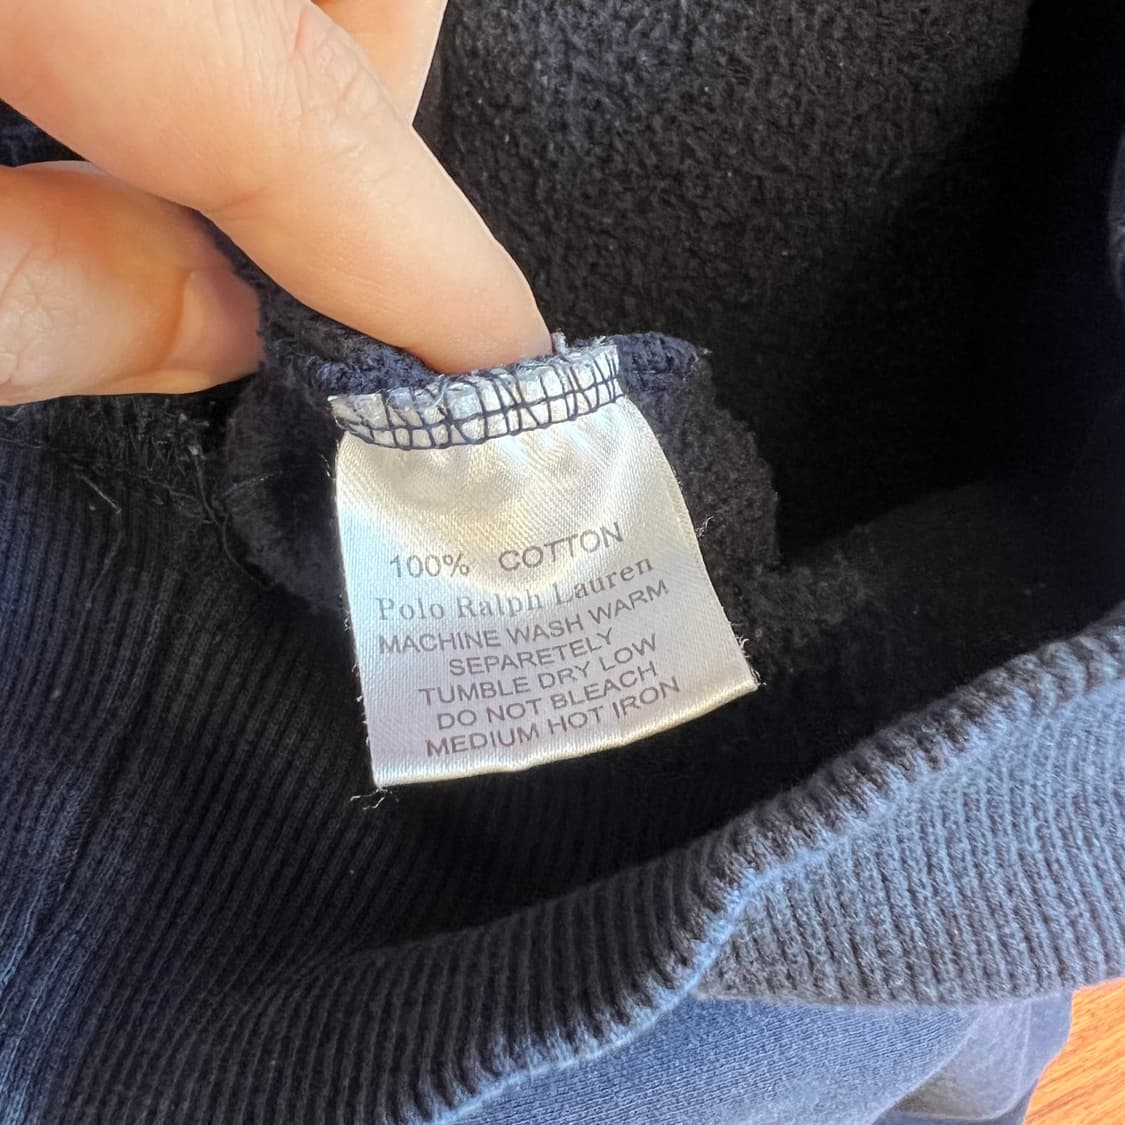 100% COTTON
Polo Ralph Lauren
MACHINE WASH WARM
SEPARETELY
TUMBLE DRY LOW
DO NOT BLEACH
MEDIUM HOT IRON